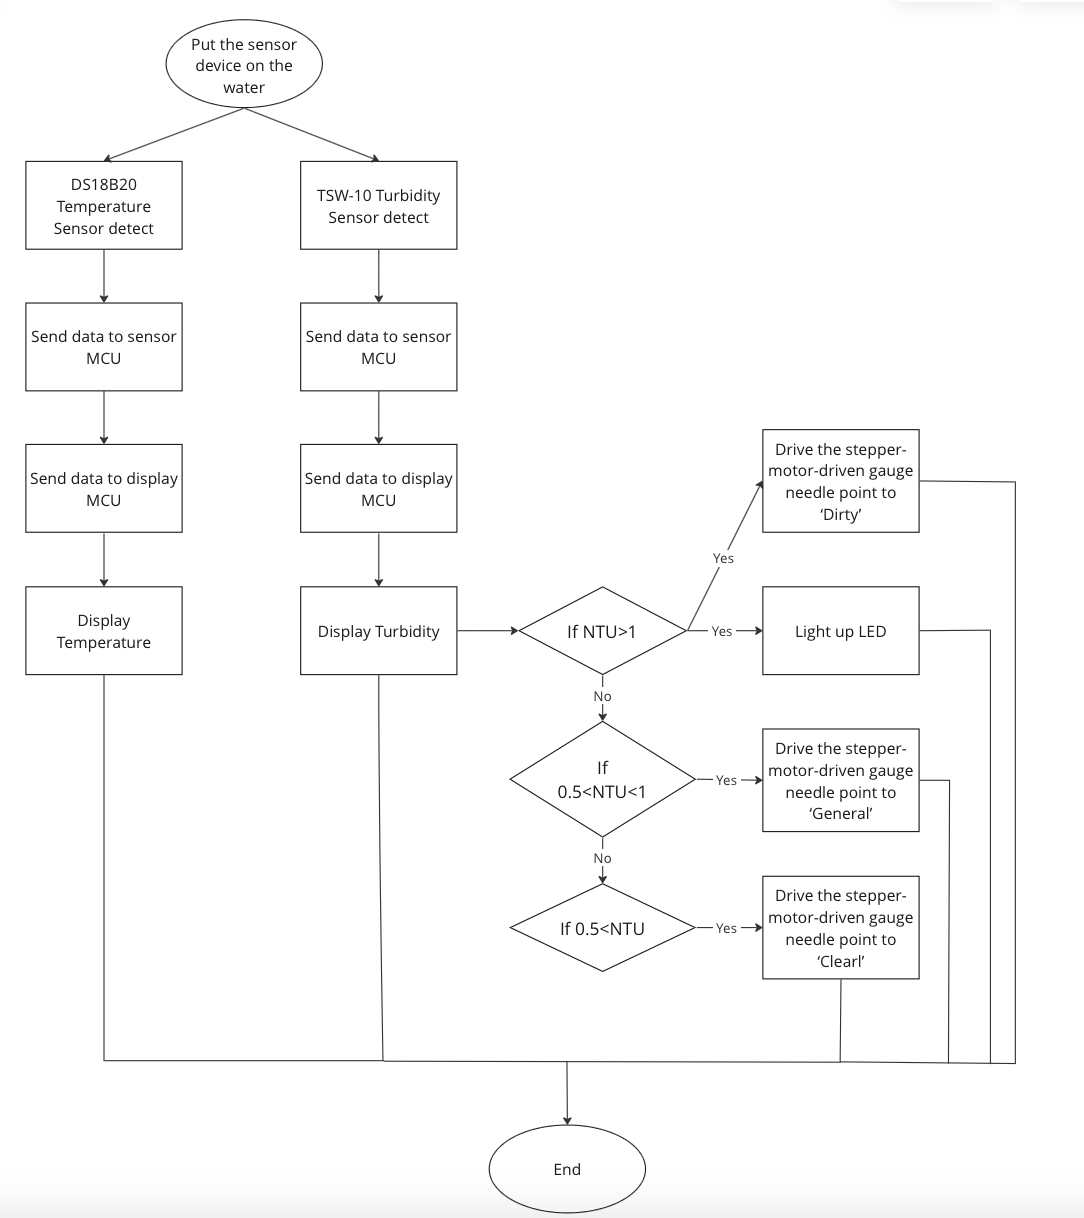 Put the sensor
device on the
water
DS18B20
Temperature
Sensor detect
TSW-10 Turbidity
Sensor detect
Send data to sensor
MCU
Send data to sensor
MCU
Send data to display
MCU
Send data to display
MCU
Drive the stepper-
motor-driven gauge
needle point to
‘Dirty’
Yes
Display
Temperature
Display Turbidity
If NTU>1
Yes
Light up LED
No
If
0.5<NTU<1
Yes
Drive the stepper-
motor-driven gauge
needle point to
‘General’
No
If 0.5<NTU
Yes
Drive the stepper-
motor-driven gauge
needle point to
‘Clearl’
End